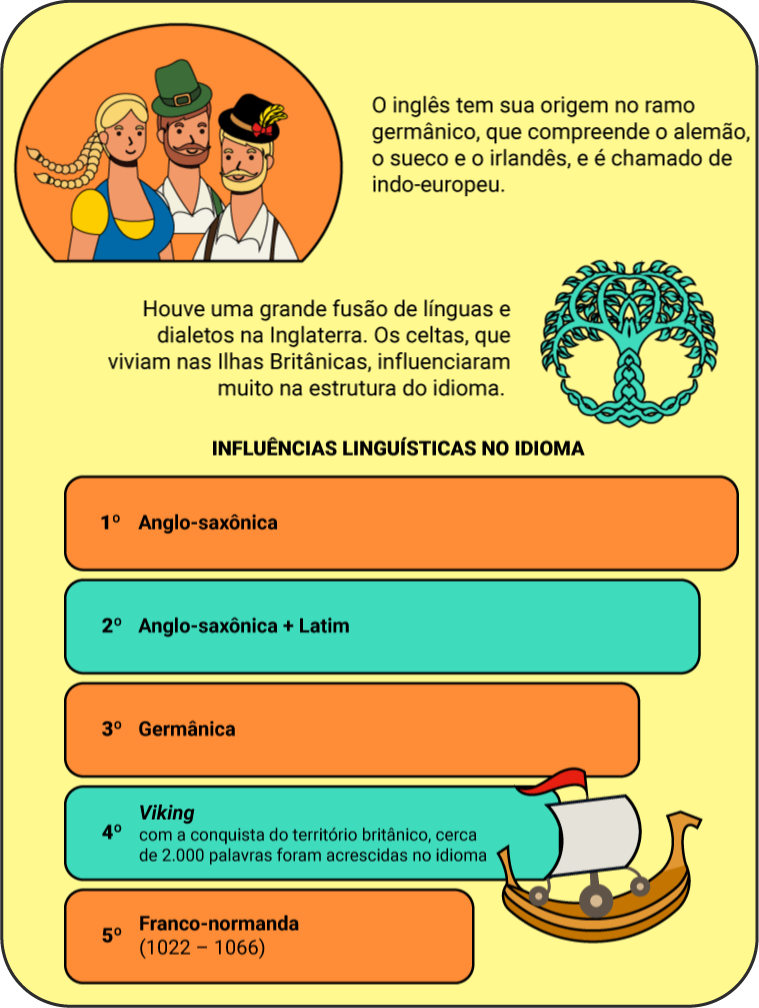 O inglês tem sua origem no ramo
germânico, que compreende o alemão,
o sueco e o irlandês, e é chamado de
indo-europeu.
Houve uma grande fusão de línguas e
dialetos na Inglaterra. Os celtas, que
viviam nas Ilhas Britânicas, influenciaram
muito na estrutura do idioma.
INFLUÊNCIAS LINGUÍSTICAS NO IDIOMA
1º Anglo-saxônica
2º Anglo-saxônica + Latim
3º Germânica
4º Viking
com a conquista do território britânico, cerca
de 2.000 palavras foram acrescidas no idioma
5º Franco-normanda
(1022 – 1066)